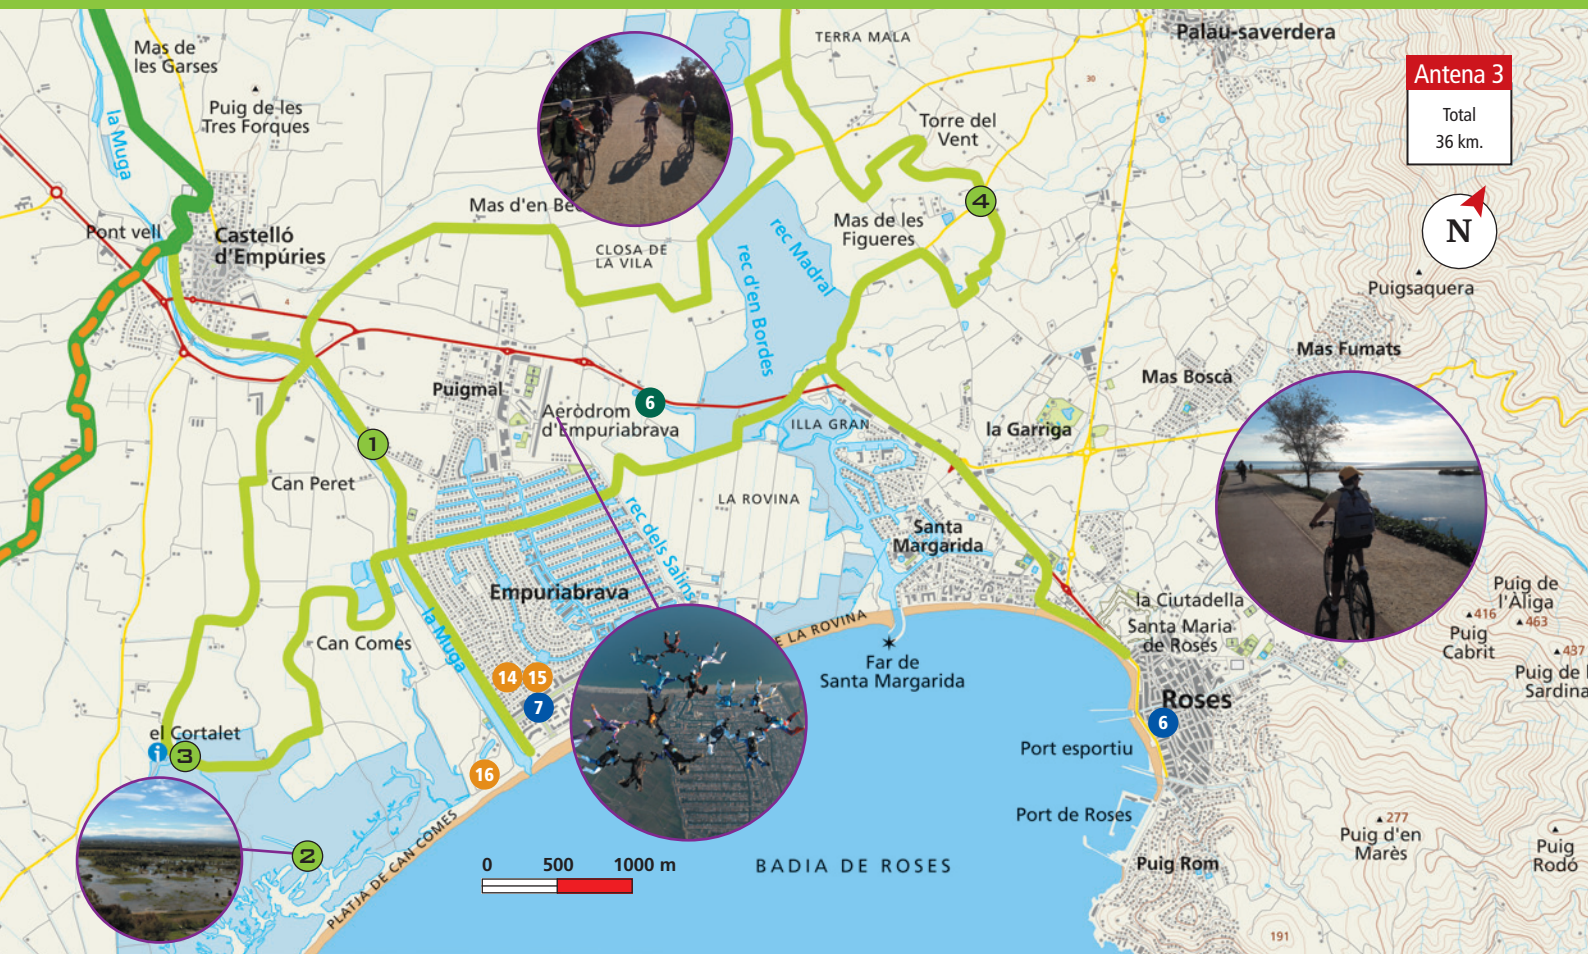 Mas de
les Garses
TERRA MALA
5
Palau-saverdera
30
Antena 3
Total
36 km.
Puig de les
Tres Forques
la Muga
Torre del
Vent
4
Mas d'en Be
Mas de les
Figueres
rec Madral
N
Pont vell
Castelló
d'Empúries
CLOSA DE
LA VILA
rec d'en Bordes
Puigsaquera
4
Mas Fumats
Puigmal
Mas Boscà
6
Aeròdrom
d'Empuriabrava
ILLA GRAN
la Garriga
1
Can Peret
LA ROVINA
rec dels Salins
Santa
Margarida
Empuriabrava
Puig de
l'Àliga
416
463
la Ciutadella
Santa Maria
de Roses
Puig
Cabrit
437
Puig de l
Sardina
Can Comes
la Muga
E LA ROVINA
Far de
Santa Margarida
14
15
7
Roses
6
el Cortalet
i
3
Port esportiu
16
Port de Roses
277
Puig d'en
Marès
Puig
Rodó
2
PLATJA DE CAN COMES
0 500 1000 m
BADIA DE ROSES
Puig Rom
191